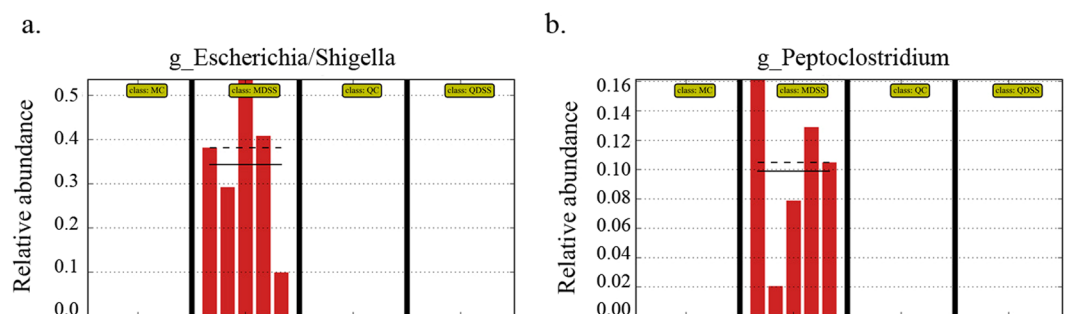 a.
g_Escherichia/Shigella
Relative abundance
0.5
0.4
0.3
0.2
0.1
0.0
class: MC
class: MDSS
class: QC
class: QDSS
b.
g_Peptoclostridium
Relative abundance
0.16
0.14
0.12
0.10
0.08
0.06
0.04
0.02
0.00
class: MC
class: MDSS
class: QC
class: QDSS